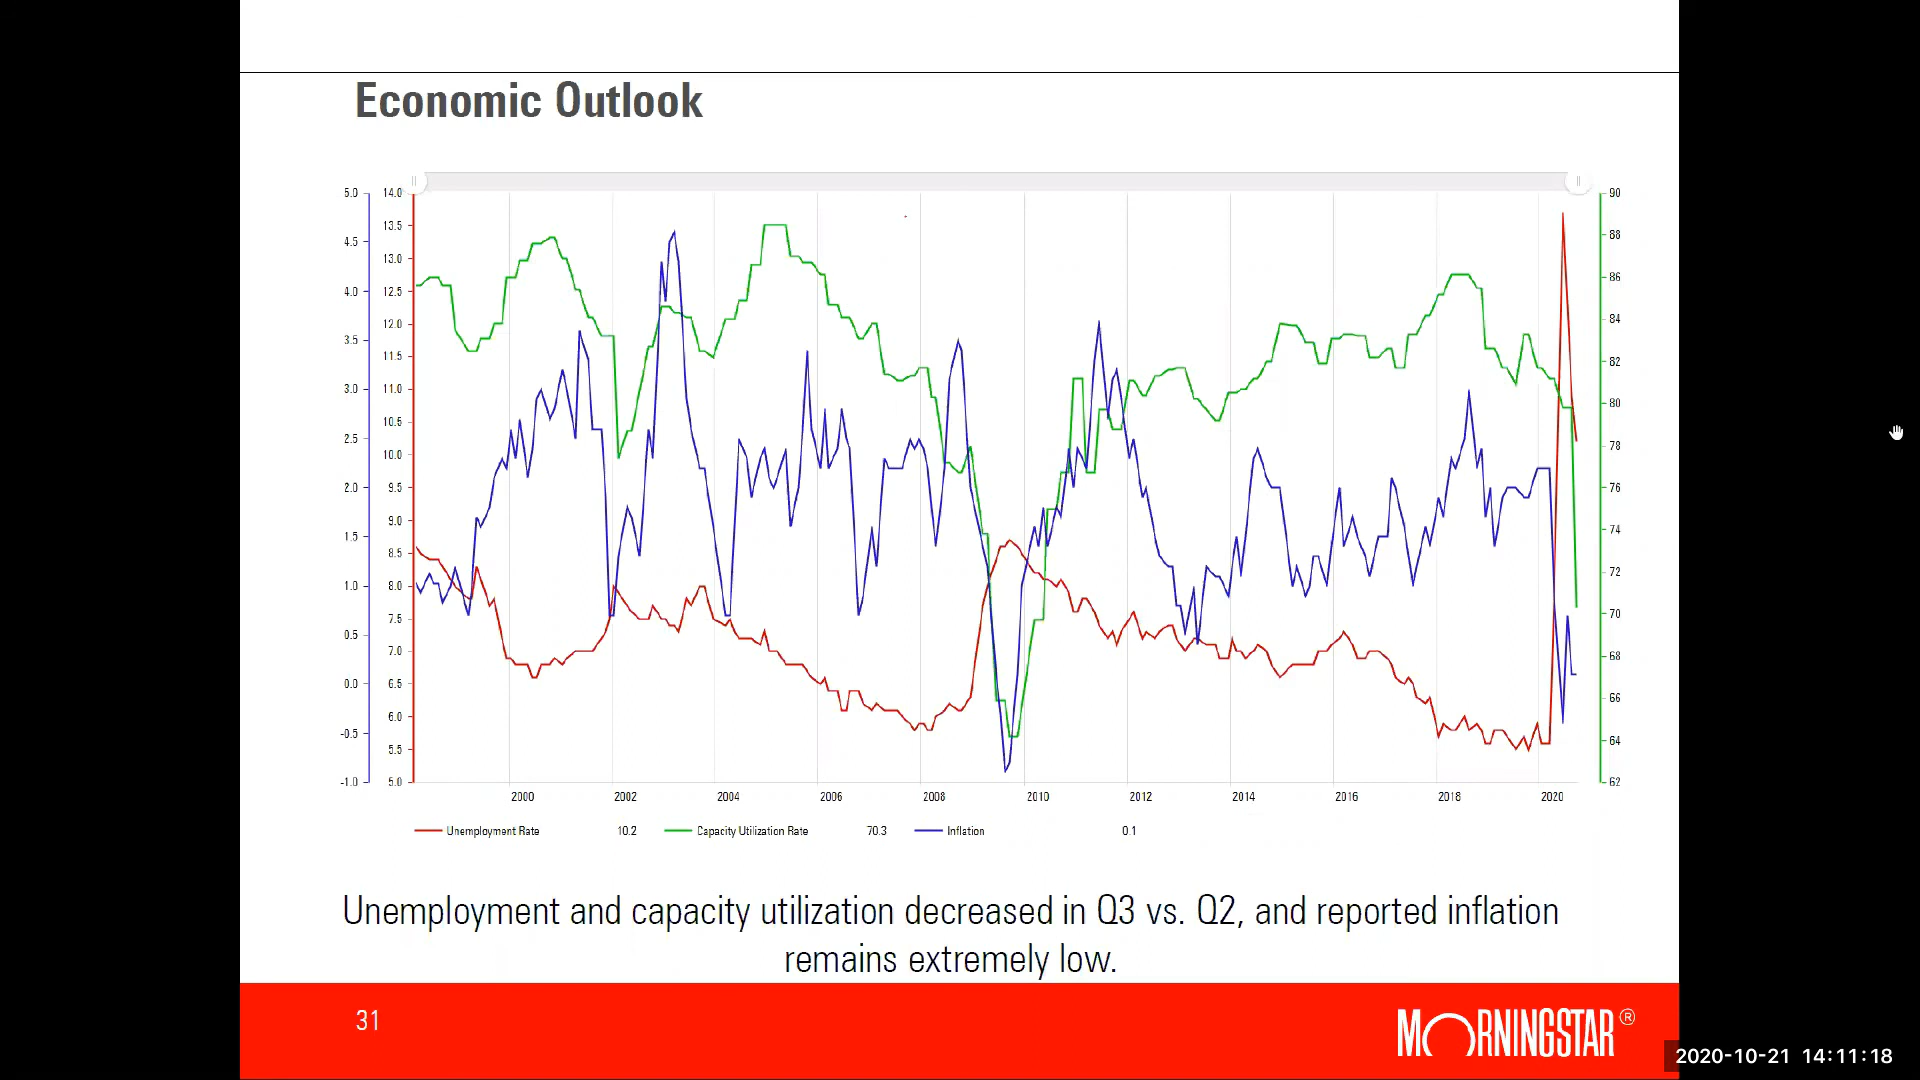 Economic Outlook
5.0 14.0 90
13.5
4.5 88
13.0
4.0 12.5 86
12.0 84
3.5
11.5
82
3.0 11.0
80
10.5
2.5 78
10.0
2.0 9.5 76
9.0
1.5 74
8.5
1.0 8.0 72
7.5 70
0.5
7.0 68
0.0 6.5
66
6.0
-0.5 64
5.5
-1.0 5.0 62
2000 2002 2004 2006 2008 2010 2012 2014 2016 2018 2020
Unemployment Rate 10.2 Capacity Utilization Rate 70.3 Inflation 0.1
Unemployment and capacity utilization decreased in Q3 vs. Q2, and reported inflation
remains extremely low.
31
MORNINGSTAR®
2020-10-21 14:11:18